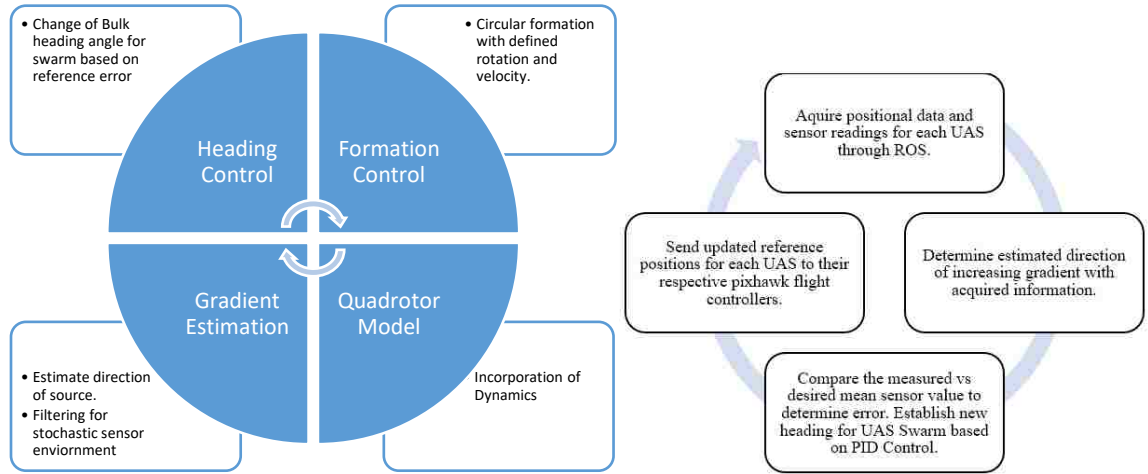 • Change of Bulk
heading angle for
swarm based on
reference error
• Circular formation
with defined
rotation and
velocity.
Heading
Control
Formation
Control
Gradient
Estimation
Quadrotor
Model
• Estimate direction
of source.
• Filtering for
stochastic sensor
enviornment
Incorporation of
Dynamics
Aquire positional data and
sensor readings for each UAS
through ROS.
Send updated reference
positions for each UAS to their
respective pixhawk flight
controllers.
Determine estimated direction
of increasing gradient with
acquired information.
Compare the measured vs
desired mean sensor value to
determine error. Establish new
heading for UAS Swarm based
on PID Control.